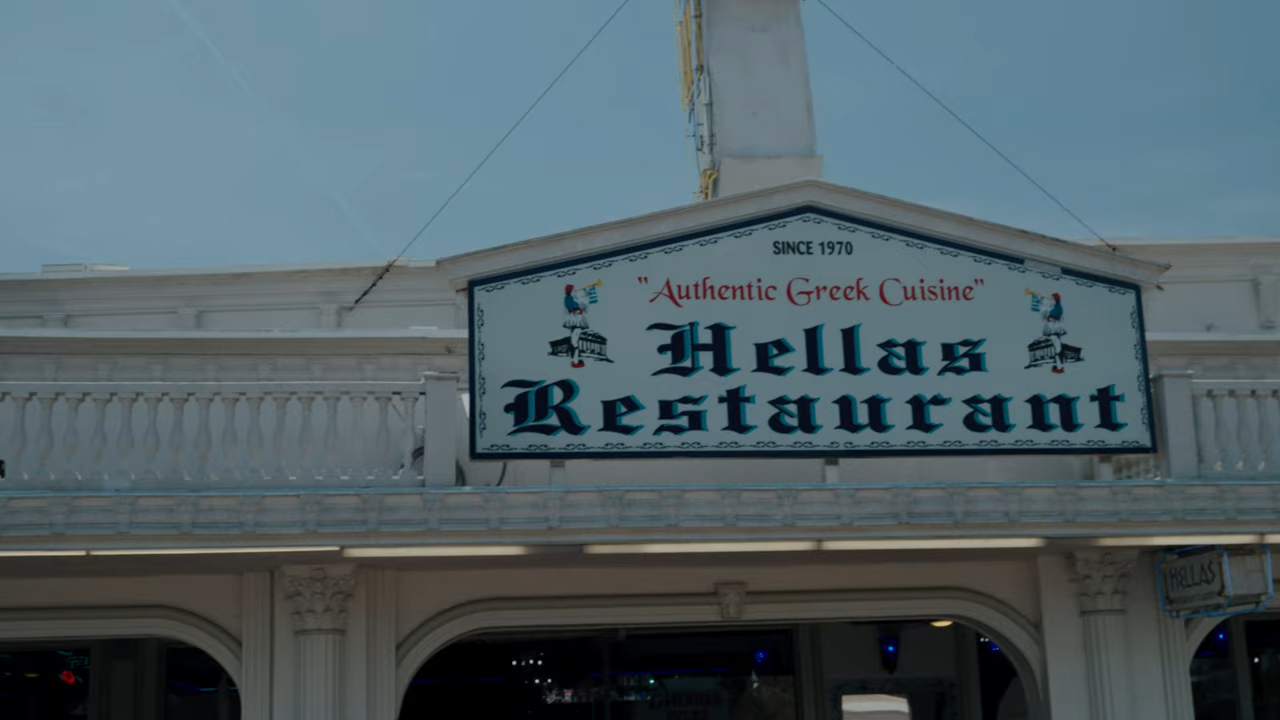 SINCE 1970
"Authentic Greek Cuisine"
Hellas
Restaurant
HELLAS